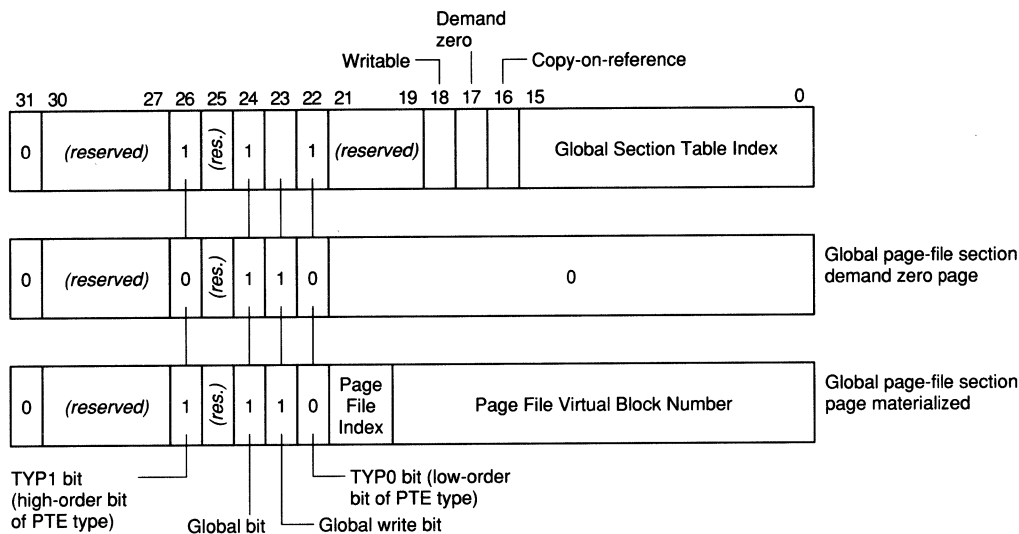 Demand
zero
Writable
Copy-on-reference
31 30 27 26 25 24 23 22 21 19 18 17 16 15 0
0 (reserved) 1 (res.) 1 1 (reserved) Global Section Table Index
0 (reserved) 0 (res.) 1 1 0 0
Global page-file section
demand zero page
0 (reserved) 1 (res.) 1 1 0
Page
File
Index
Page File Virtual Block Number
Global page-file section
page materialized
TYP1 bit
(high-order bit
of PTE type)
Global bit
Global write bit
TYP0 bit (low-order
bit of PTE type)